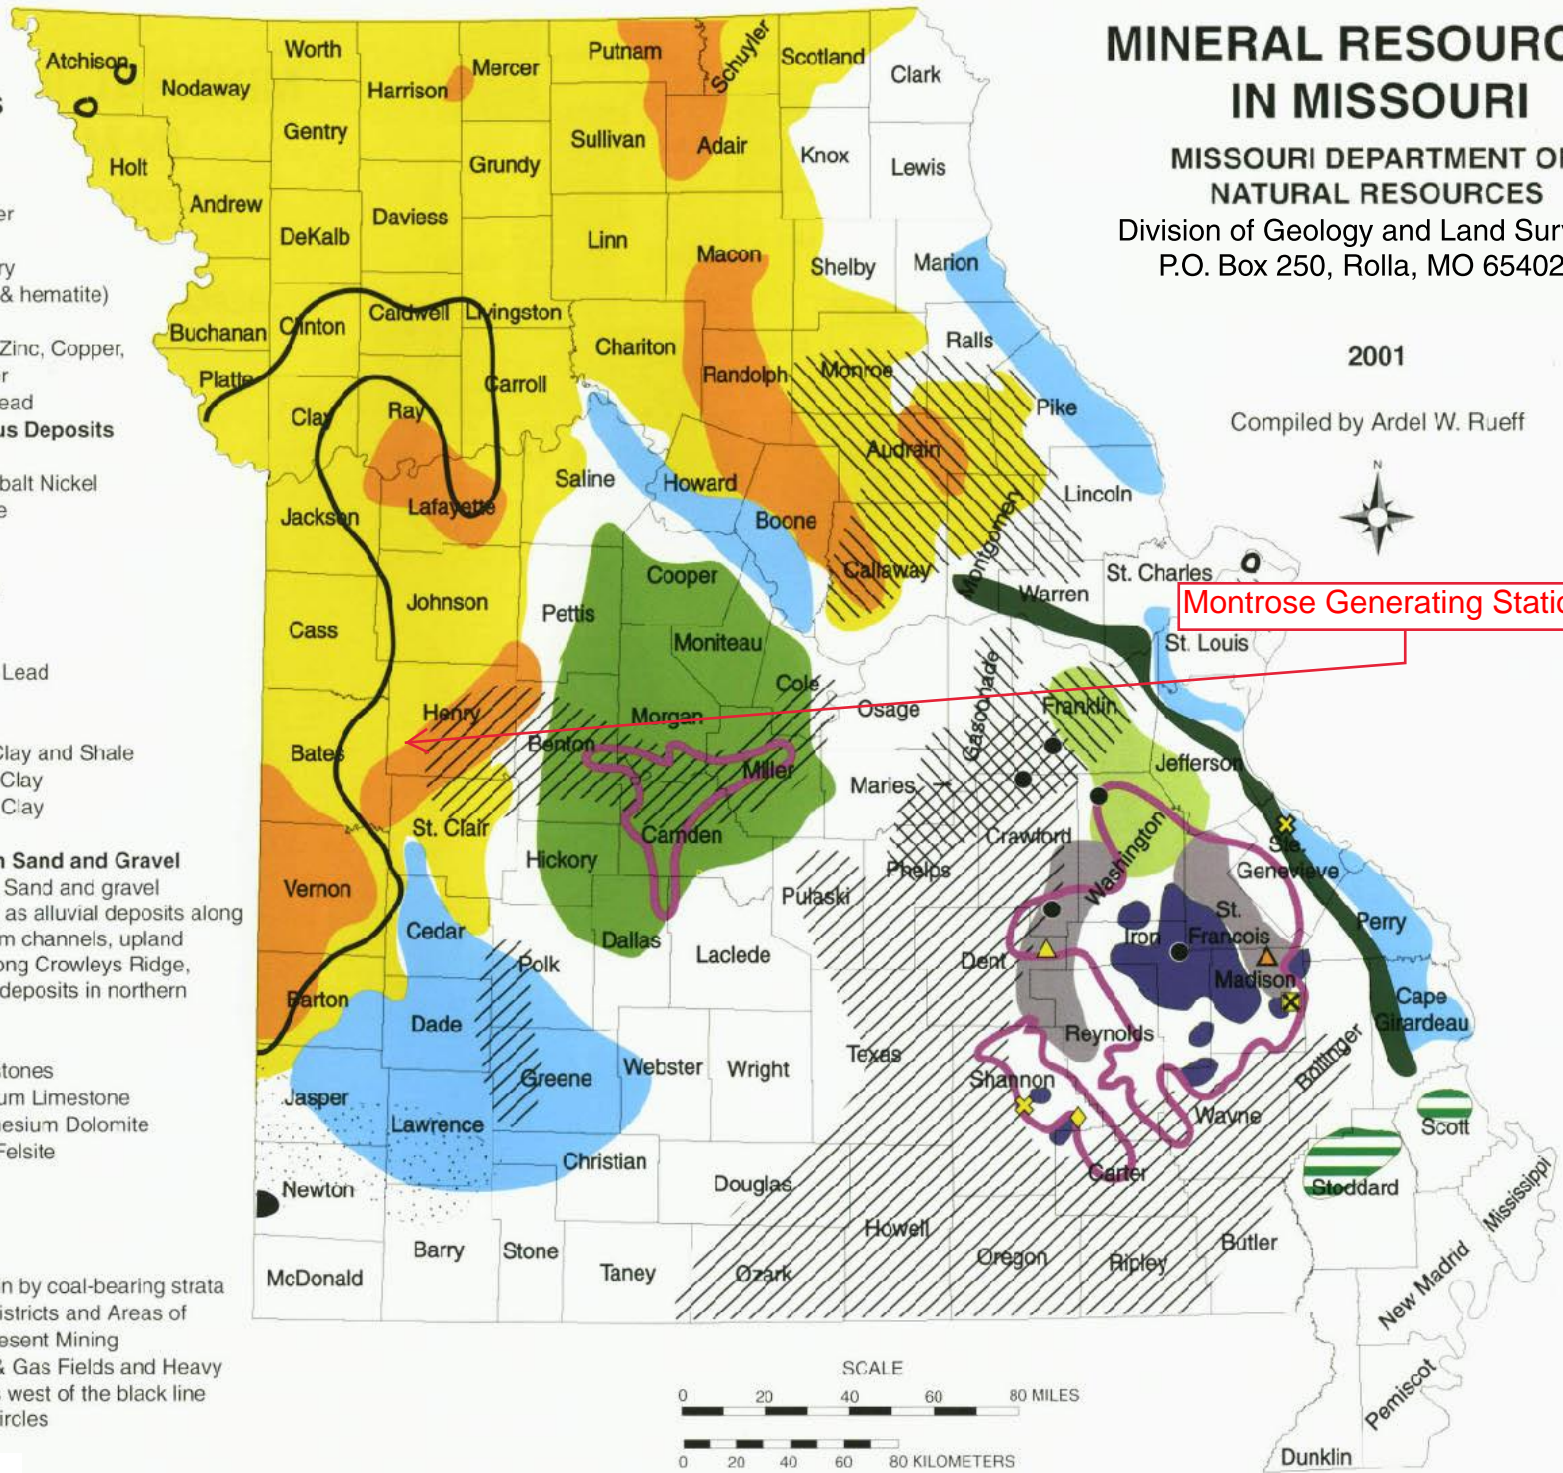 MINERAL RESOURC
IN MISSOURI
MISSOURI DEPARTMENT O
NATURAL RESOURCES
Division of Geology and Land Surv
P.O. Box 250, Rolla, MO 65402
2001
Compiled by Ardel W. Rueff
N
Montrose Generating Statio
s
er
ry
& hematite)
Zinc, Copper,
r
ead
us Deposits
balt Nickel
e
Lead
Clay and Shale
Clay
Clay
n Sand and Gravel
Sand and gravel
as alluvial deposits along
m channels, upland
ong Crowleys Ridge,
deposits in northern
tones
um Limestone
nesium Dolomite
Felsite
n by coal-bearing strata
istricts and Areas of
esent Mining
& Gas Fields and Heavy
s west of the black line
ircles
Atchison
Nodaway
Worth
Harrison
Mercer
Putnam
Schuyler
Scotland
Clark
Holt
Gentry
Grundy
Sullivan
Adair
Knox
Lewis
Andrew
DeKalb
Daviess
Linn
Macon
Shelby
Marion
Buchanan
Clinton
Caldwell
Livingston
Chariton
Randolph
Monroe
Ralls
Platte
Clay
Ray
Carroll
Pike
Audrain
Saline
Howard
Boone
Lincoln
Jackson
Lafayette
Callaway
Montgomery
Cooper
St. Charles
Warren
Johnson
Pettis
Cass
Moniteau
St. Louis
Cole
Osage
Gasconade
Franklin
Henry
Morgan
Benton
Bates
Miller
Maries
Jefferson
St. Clair
Camden
Crawford
Washington
Ste.
Genevieve
Hickory
Phelps
Pulaski
Vernon
St.
Francois
Perry
Cedar
Dallas
Laclede
Dent
Iron
Polk
Madison
Barton
Cape
Girardeau
Dade
Reynolds
Texas
Webster
Wright
Greene
Shannon
Bollinger
Jasper
Lawrence
Wayne
Scott
Christian
Carter
Newton
Douglas
Stoddard
Mississippi
Howell
Barry
Stone
Butler
McDonald
Taney
Ozark
Oregon
Ripley
New Madrid
Pemiscot
Dunklin
SCALE
0 20 40 60 80 MILES
0 20 40 60 80 KILOMETERS